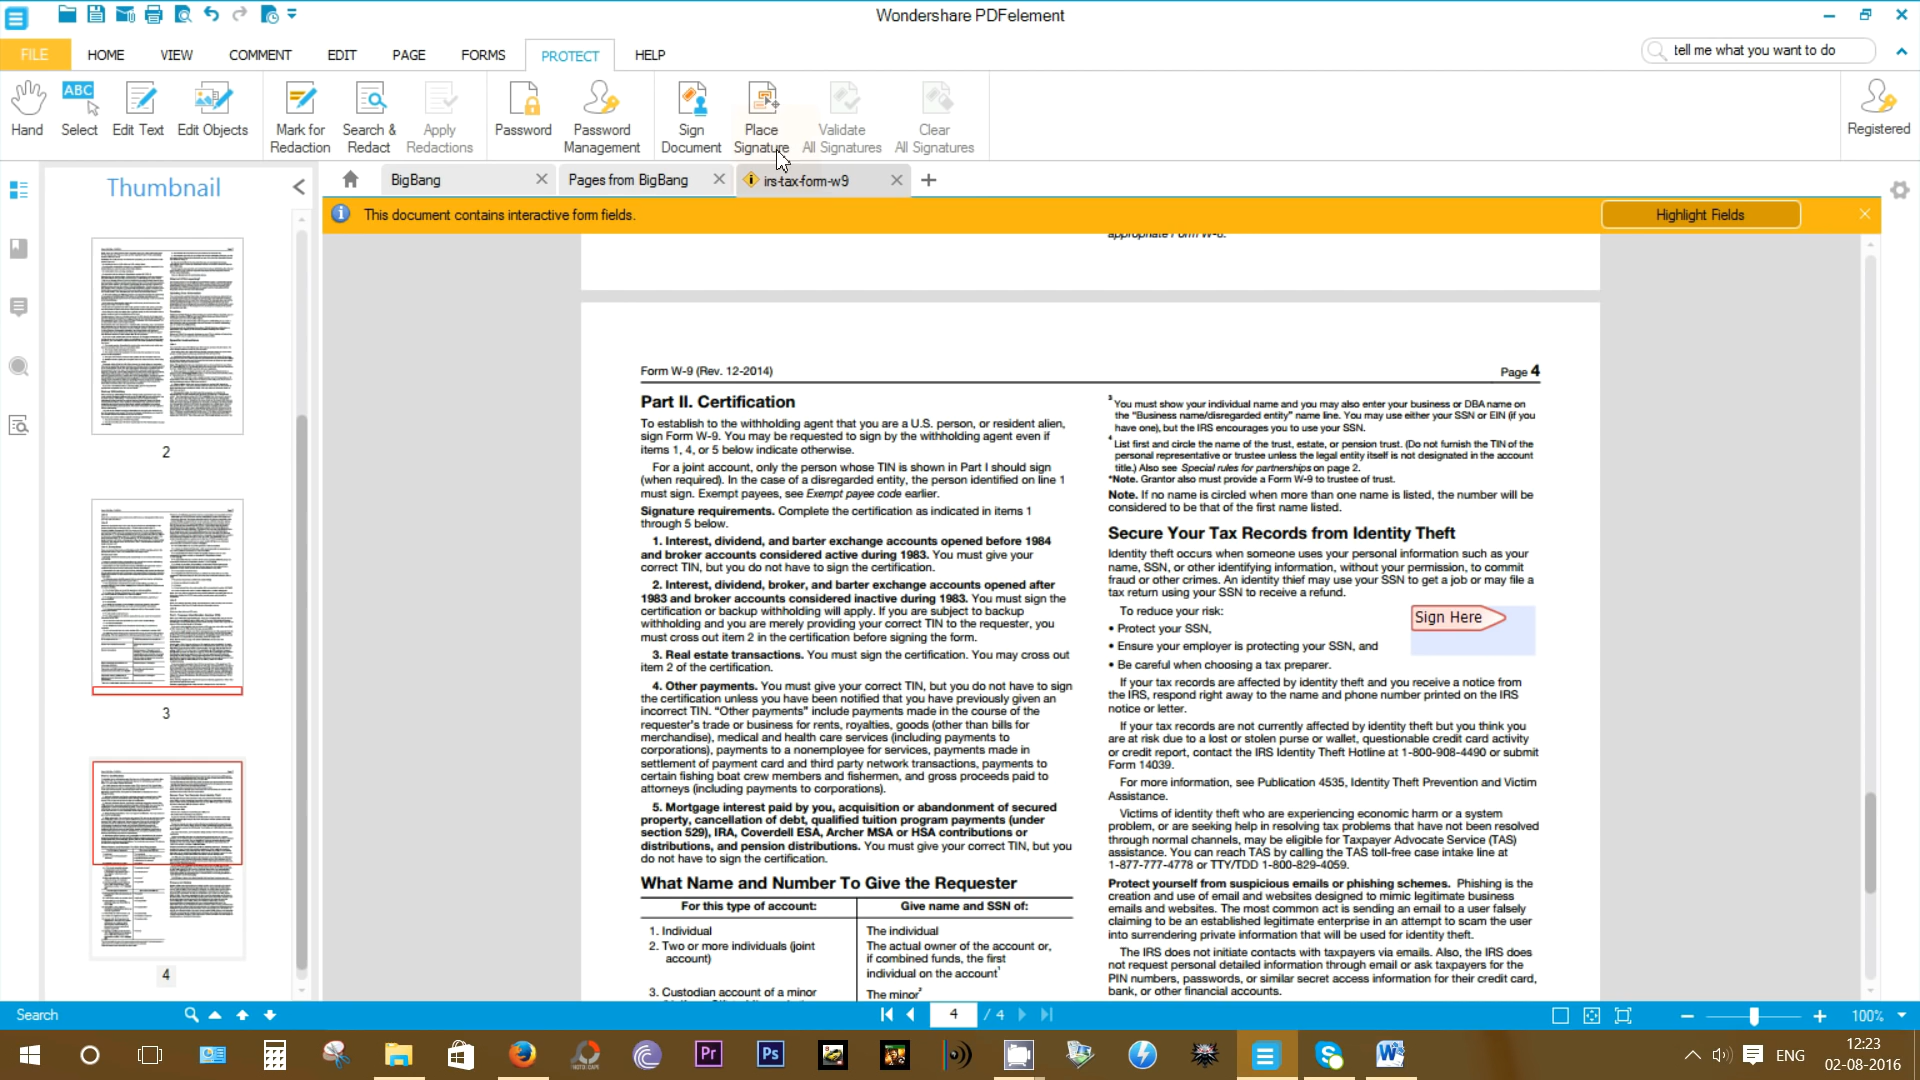 Wondershare PDFelement
FILE HOME VIEW COMMENT EDIT PAGE FORMS PROTECT HELP
tell me what you want to do
ABC
Hand
Select
Edit Text
Edit Objects
Mark for
Redaction
Search &
Redact
Apply
Redactions
Password
Password
Management
Sign
Document
Place
Signature
Validate
All Signatures
Clear
All Signatures
Registered
Thumbnail
BigBang
Pages from BigBang
irs-tax-form-w9
This document contains interactive form fields.
Highlight Fields
2
3
4
appropriate Form W-8.
Form W-9 (Rev. 12-2014)
Page 4
Part II. Certification
To establish to the withholding agent that you are a U.S. person, or resident alien,
sign Form W-9. You may be requested to sign by the withholding agent even if
items 1, 4, or 5 below indicate otherwise.
For a joint account, only the person whose TIN is shown in Part I should sign
(when required). In the case of a disregarded entity, the person identified on line 1
must sign. Exempt payees, see Exempt payee code earlier.
Signature requirements. Complete the certification as indicated in items 1
through 5 below.
1. Interest, dividend, and barter exchange accounts opened before 1984
and broker accounts considered active during 1983. You must give your
correct TIN, but you do not have to sign the certification.
2. Interest, dividend, broker, and barter exchange accounts opened after
1983 and broker accounts considered inactive during 1983. You must sign the
certification or backup withholding will apply. If you are subject to backup
withholding and you are merely providing your correct TIN to the requester, you
must cross out item 2 in the certification before signing the form.
3. Real estate transactions. You must sign the certification. You may cross out
item 2 of the certification.
4. Other payments. You must give your correct TIN, but you do not have to sign
the certification unless you have been notified that you have previously given an
incorrect TIN. "Other payments" include payments made in the course of the
requester's trade or business for rents, royalties, goods (other than bills for
merchandise), medical and health care services (including payments to
corporations), payments to a nonemployee for services, payments made in
settlement of payment card and third party network transactions, payments to
certain fishing boat crew members and fishermen, and gross proceeds paid to
attorneys (including payments to corporations).
5. Mortgage interest paid by you, acquisition or abandonment of secured
property, cancellation of debt, qualified tuition program payments (under
section 529), IRA, Coverdell ESA, Archer MSA or HSA contributions or
distributions, and pension distributions. You must give your correct TIN, but you
do not have to sign the certification.
What Name and Number To Give the Requester
For this type of account: Give name and SSN of:
1. Individual The individual
2. Two or more individuals (joint
account)
The actual owner of the account or,
if combined funds, the first
individual on the account¹
3. Custodian account of a minor
The minor²
³ You must show your individual name and you may also enter your business or DBA name on
the "Business name/disregarded entity" name line. You may use either your SSN or EIN (if you
have one), but the IRS encourages you to use your SSN.
⁴ List first and circle the name of the trust, estate, or pension trust. (Do not furnish the TIN of the
personal representative or trustee unless the legal entity itself is not designated in the account
title.) Also see Special rules for partnerships on page 2.
*Note. Grantor also must provide a Form W-9 to trustee of trust.
Note. If no name is circled when more than one name is listed, the number will be
considered to be that of the first name listed.
Secure Your Tax Records from Identity Theft
Identity theft occurs when someone uses your personal information such as your
name, SSN, or other identifying information, without your permission, to commit
fraud or other crimes. An identity thief may use your SSN to get a job or may file a
tax return using your SSN to receive a refund.
To reduce your risk:
• Protect your SSN,
• Ensure your employer is protecting your SSN, and
• Be careful when choosing a tax preparer.
Sign Here
If your tax records are affected by identity theft and you receive a notice from
the IRS, respond right away to the name and phone number printed on the IRS
notice or letter.
If your tax records are not currently affected by identity theft but you think you
are at risk due to a lost or stolen purse or wallet, questionable credit card activity
or credit report, contact the IRS Identity Theft Hotline at 1-800-908-4490 or submit
Form 14039.
For more information, see Publication 4535, Identity Theft Prevention and Victim
Assistance.
Victims of identity theft who are experiencing economic harm or a system
problem, or are seeking help in resolving tax problems that have not been resolved
through normal channels, may be eligible for Taxpayer Advocate Service (TAS)
assistance. You can reach TAS by calling the TAS toll-free case intake line at
1-877-777-4778 or TTY/TDD 1-800-829-4059.
Protect yourself from suspicious emails or phishing schemes. Phishing is the
creation and use of email and websites designed to mimic legitimate business
emails and websites. The most common act is sending an email to a user falsely
claiming to be an established legitimate enterprise in an attempt to scam the user
into surrendering private information that will be used for identity theft.
The IRS does not initiate contacts with taxpayers via emails. Also, the IRS does
not request personal detailed information through email or ask taxpayers for the
PIN numbers, passwords, or similar secret access information for their credit card,
bank, or other financial accounts.
Search
4 / 4
100%
Pr
Ps
ENG
12:23
02-08-2016